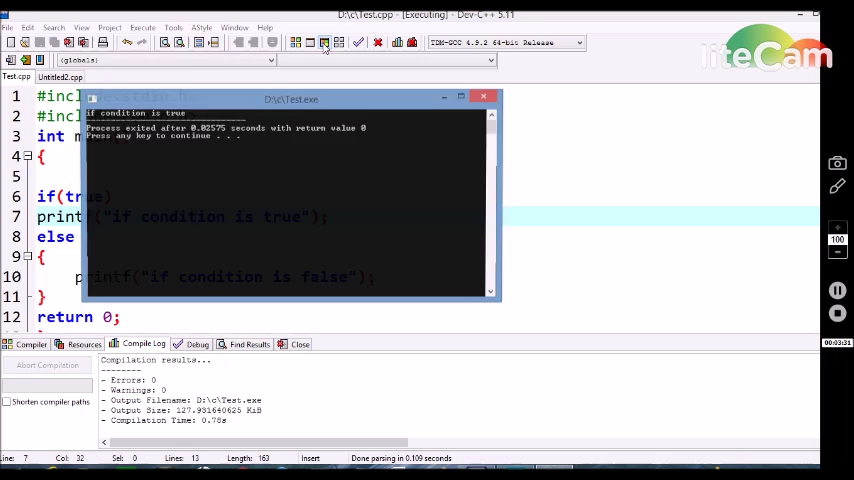 D:\c\Test.cpp - [Executing] - Dev-C++ 5.11
File Edit Search View Project Execute Tools AStyle Window Help
TDM-GCC 4.9.2 64-bit Release
(globals)
Test.cpp Untitled2.cpp
liteCam
1 #incl
2 #incl
3 int m
4 {
5
6 if(true)
7 printf("if condition is true");
8 else
9 {
10 printf("if condition is false");
11 }
12 return 0;
D:\c\Test.exe
if condition is true
--------------------------------
Process exited after 0.02575 seconds with return value 0
Press any key to continue . . .
100
00:03:31
Compiler Resources Compile Log Debug Find Results Close
Abort Compilation
Shorten compiler paths
Compilation results...
--------
- Errors: 0
- Warnings: 0
- Output Filename: D:\c\Test.exe
- Output Size: 127.931640625 KiB
- Compilation Time: 0.78s
Line: 7 Col: 32 Sel: 0 Lines: 13 Length: 163 Insert Done parsing in 0.109 seconds